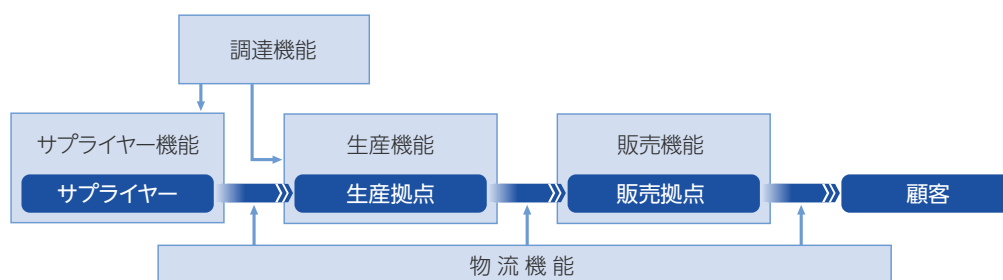 調達機能
サプライヤー機能
生産機能
販売機能
サプライヤー
生産拠点
販売拠点
顧客
物流機能